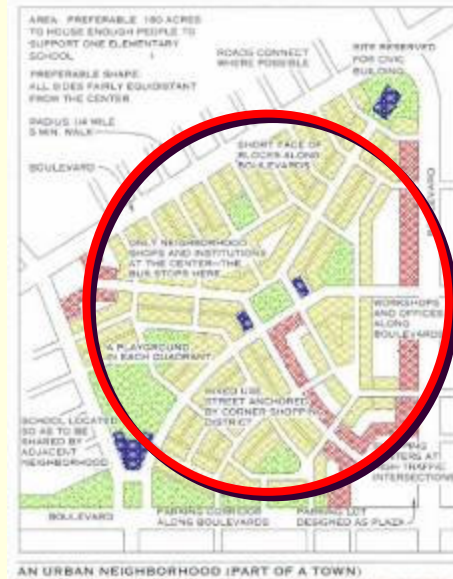 AREA: PREFERABLE 160 ACRES
TO HOUSE ENOUGH PEOPLE TO
SUPPORT ONE ELEMENTARY
SCHOOL
PREFERABLE SHAPE:
ALL SIDES FAIRLY EQUIDISTANT
FROM THE CENTER
RADIUS: 1/4 MILE
5 MIN. WALK
BOULEVARD
ROADS CONNECT
WHERE POSSIBLE
SITE RESERVED
FOR CIVIC
BUILDING
SHORT FACE OF
BLOCKS ALONG
BOULEVARDS
BOULEVARD
ONLY NEIGHBORHOOD
SHOPS AND INSTITUTIONS
AT THE CENTER—THE
BUS STOPS HERE
WORKSHOPS
AND OFFICES
ALONG
BOULEVARDS
A PLAYGROUND
IN EACH QUADRANT
MIXED USE
STREET ANCHORED
BY CORNER SHOPPING
DISTRICT
SCHOOL LOCATED
SO AS TO BE
SHARED BY
ADJACENT
NEIGHBORHOOD
AT
TRAFFIC
INTERSECTIONS
BOULEVARD
PARKING CORRIDOR
ALONG BOULEVARDS
PARKING LOT
DESIGNED AS PLAZA
AN URBAN NEIGHBORHOOD (PART OF A TOWN)